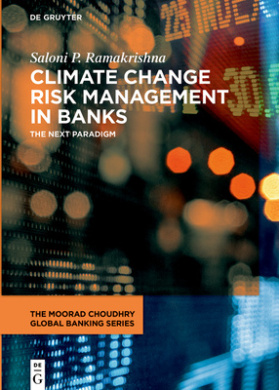 DE GRUYTER
Saloni P. Ramakrishna
CLIMATE CHANGE
RISK MANAGEMENT
IN BANKS
THE NEXT PARADIGM
THE MOORAD CHOUDHRY
GLOBAL BANKING SERIES
DE
G